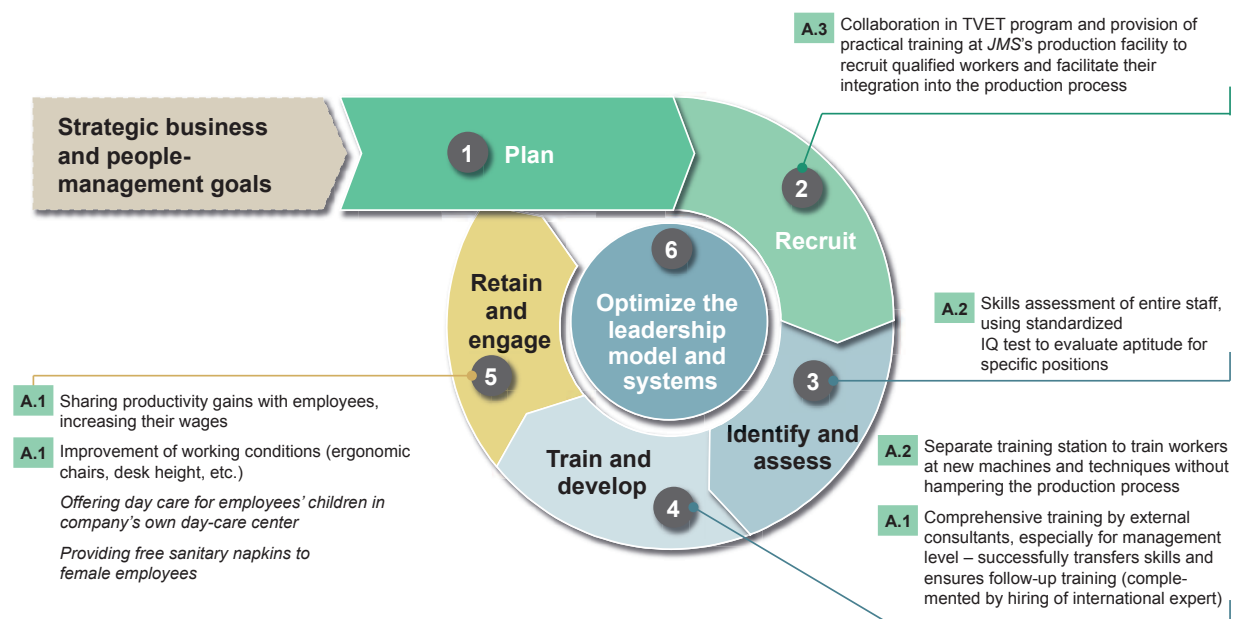 A.3 Collaboration in TVET program and provision of
practical training at JMS's production facility to
recruit qualified workers and facilitate their
integration into the production process
Strategic business
and people-
management goals
1 Plan
2
Recruit
6
Optimize the
leadership
model and
systems
Retain
and
engage
5
A.2 Skills assessment of entire staff,
using standardized
IQ test to evaluate aptitude for
specific positions
3
Identify and
assess
A.1 Sharing productivity gains with employees,
increasing their wages
A.1 Improvement of working conditions (ergonomic
chairs, desk height, etc.)
Offering day care for employees' children in
company's own day-care center
Providing free sanitary napkins to
female employees
Train and
develop
4
A.2 Separate training station to train workers
at new machines and techniques without
hampering the production process
A.1 Comprehensive training by external
consultants, especially for management
level – successfully transfers skills and
ensures follow-up training (comple-
mented by hiring of international expert)